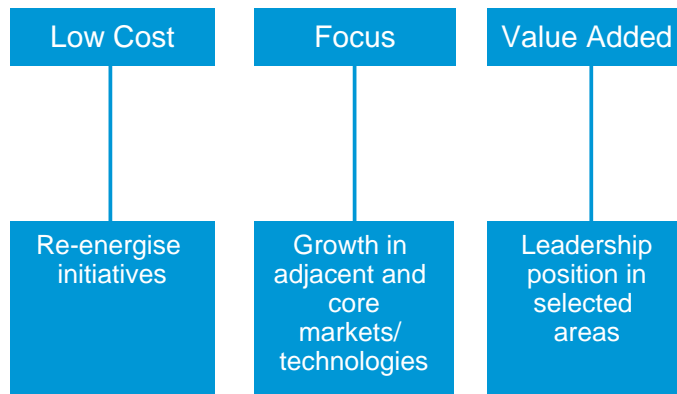 Low Cost
Focus
Value Added
Re-energise
initiatives
Growth in
adjacent and
core
markets/
technologies
Leadership
position in
selected
areas